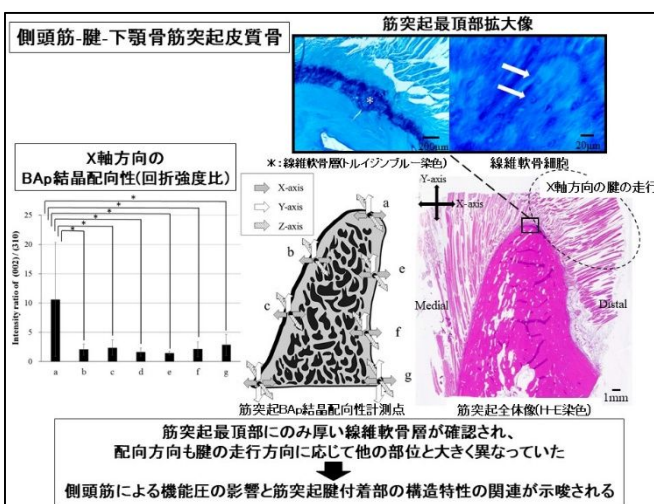 側頭筋-腱-下顎骨筋突起皮質骨
筋突起最頂部拡大像
*
200μm
20μm
*:線維軟骨層(トルイジンブルー染色)
線維軟骨細胞
X軸方向の
BAp結晶配向性(回折強度比)
Intensity ratio of (002) / (310)
25
20
15
10
5
0
* * * * * *
a b c d e f g
X-axis
Y-axis
Z-axis
a
b
c
d
e
f
g
筋突起BAp結晶配向性計測点
Y-axis
X-axis
X軸方向の腱の走行
Medial
Distal
1mm
筋突起全体像(H-E染色)
筋突起最頂部にのみ厚い線維軟骨層が確認され、
配向方向も腱の走行方向に応じて他の部位と大きく異なっていた
側頭筋による機能圧の影響と筋突起腱付着部の構造特性の関連が示唆される